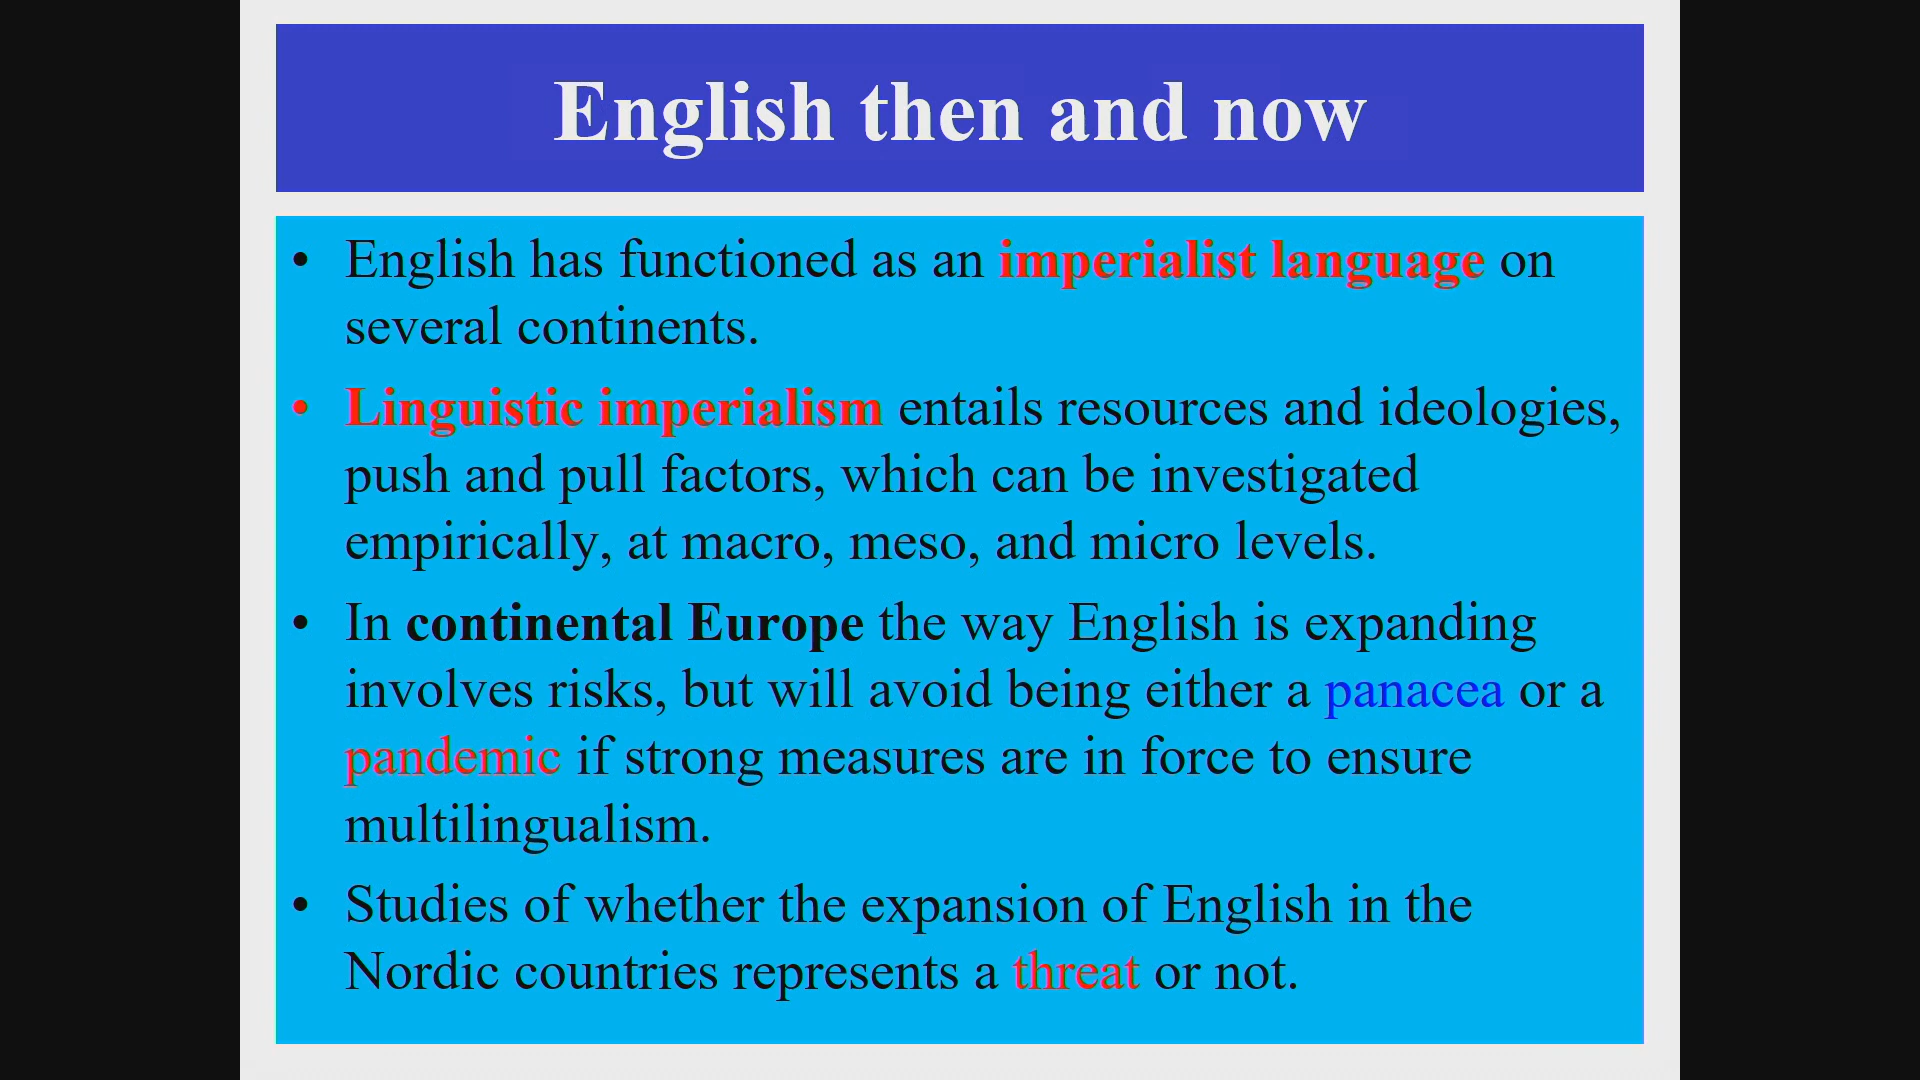 English then and now
• English has functioned as an imperialist language on
several continents.
• Linguistic imperialism entails resources and ideologies,
push and pull factors, which can be investigated
empirically, at macro, meso, and micro levels.
• In continental Europe the way English is expanding
involves risks, but will avoid being either a panacea or a
pandemic if strong measures are in force to ensure
multilingualism.
• Studies of whether the expansion of English in the
Nordic countries represents a threat or not.